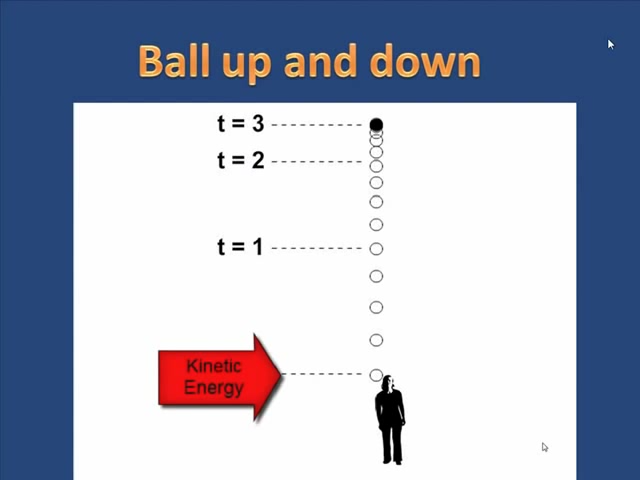 Ball up and down
t = 3
t = 2
t = 1
Kinetic
Energy